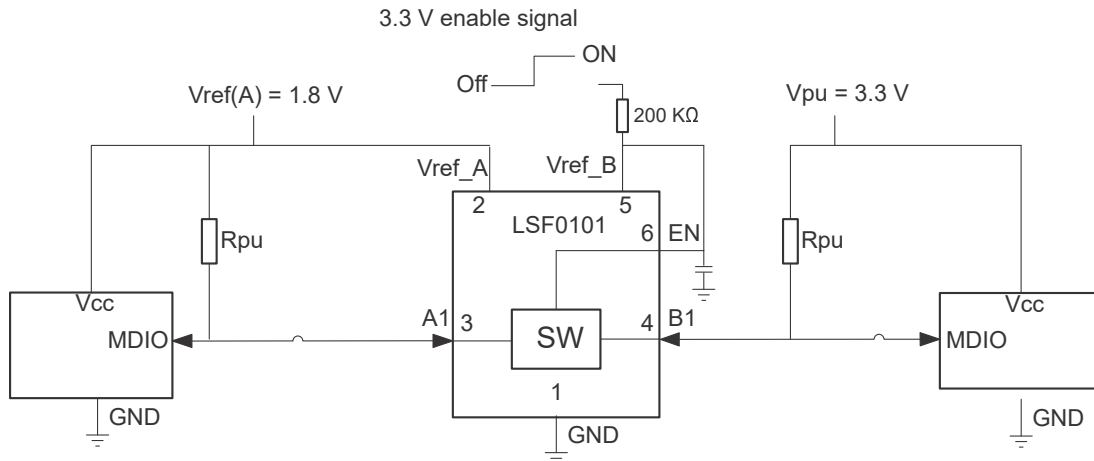 3.3 V enable signal
ON
Off
Vref(A) = 1.8 V
Vpu = 3.3 V
200 KΩ
Vref_A
Vref_B
2
5
LSF0101
6 EN
Rpu
Rpu
Vcc
Vcc
MDIO
A1
3
SW
4
B1
MDIO
1
GND
GND
GND